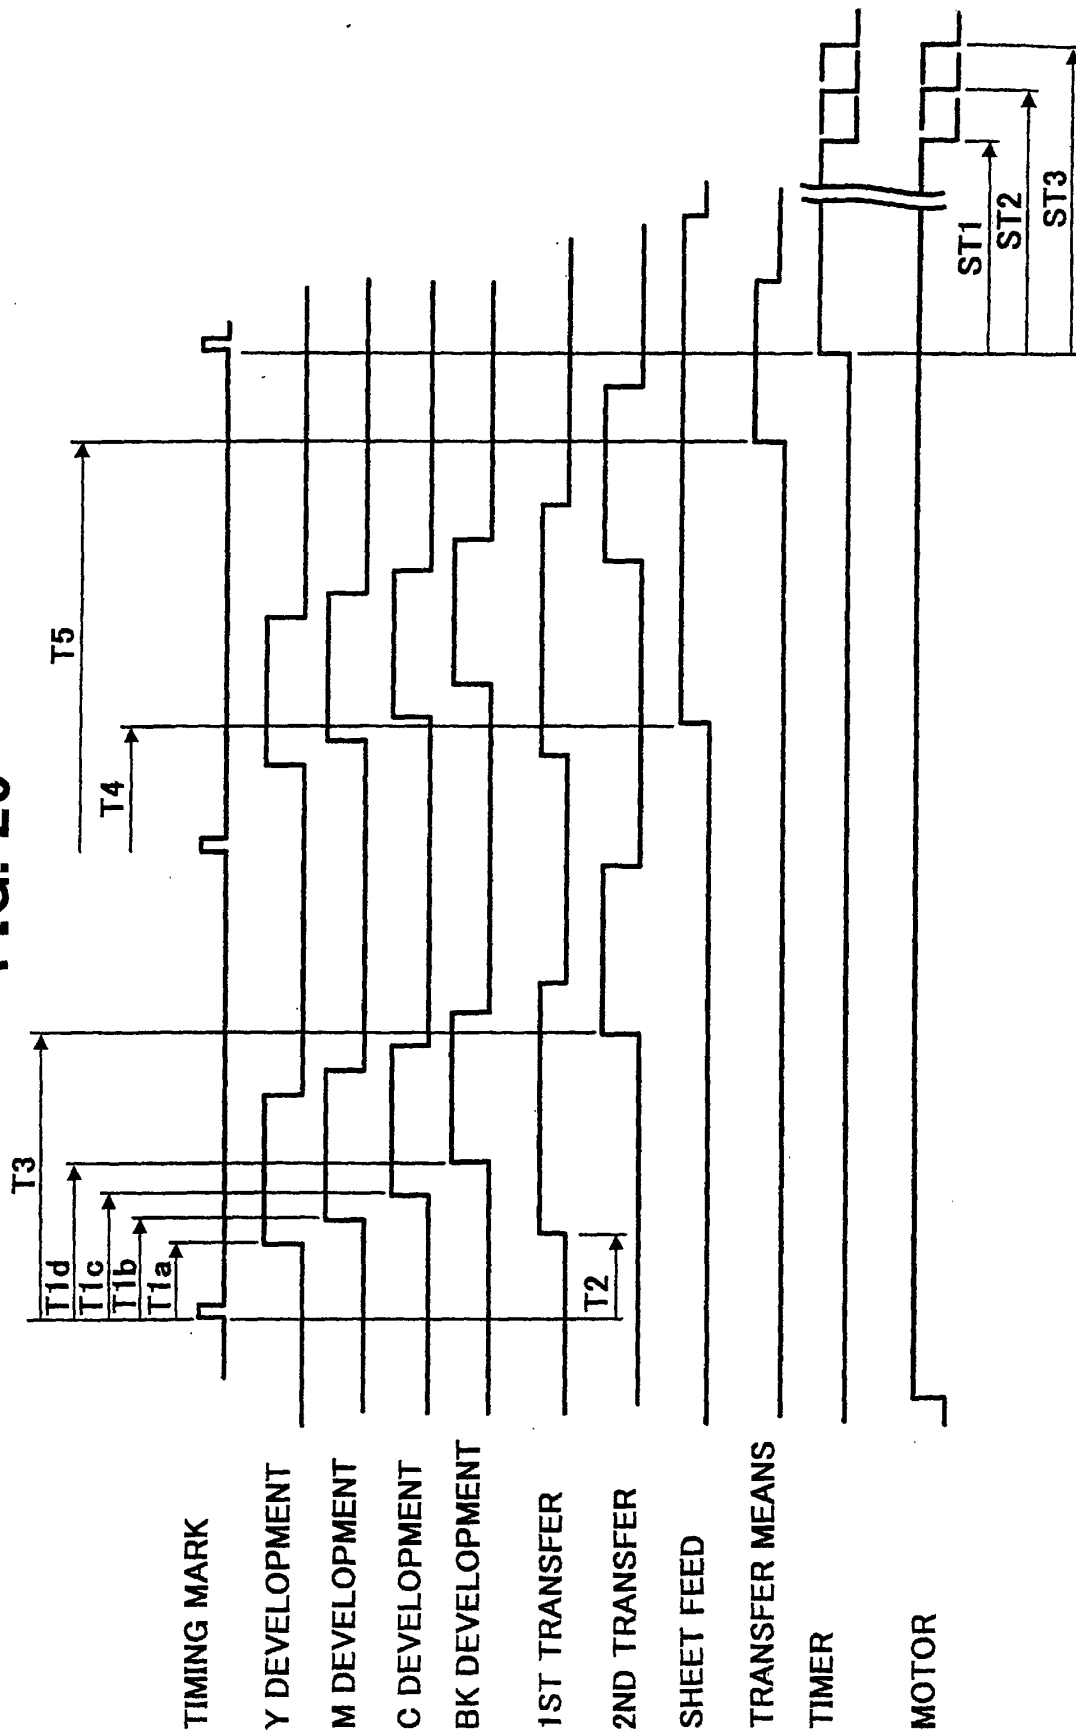 T3
T1d
T1c
T1b
T1a
T4
T5
TIMING MARK
Y DEVELOPMENT
M DEVELOPMENT
C DEVELOPMENT
BK DEVELOPMENT
1ST TRANSFER
T2
2ND TRANSFER
SHEET FEED
TRANSFER MEANS
TIMER
MOTOR
ST1
ST2
ST3